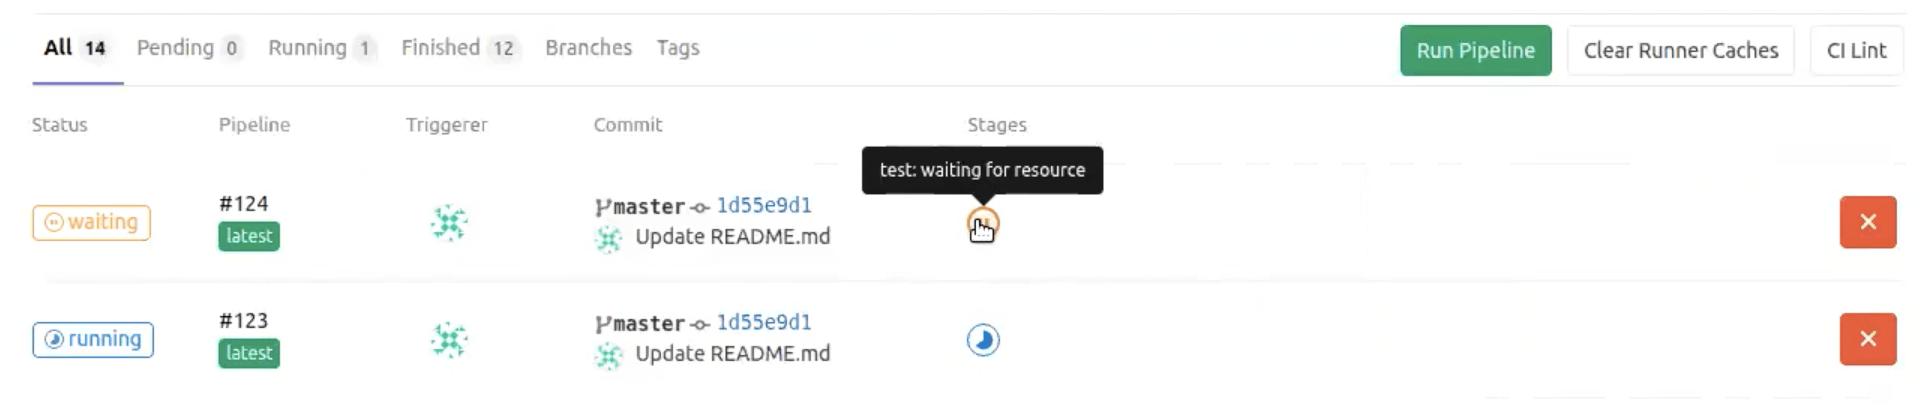 All 14 Pending 0 Running 1 Finished 12 Branches Tags Run Pipeline Clear Runner Caches CI Lint
Status Pipeline Triggerer Commit Stages
test: waiting for resource
waiting #124 master 1d55e9d1
latest Update README.md
running #123 master 1d55e9d1
latest Update README.md